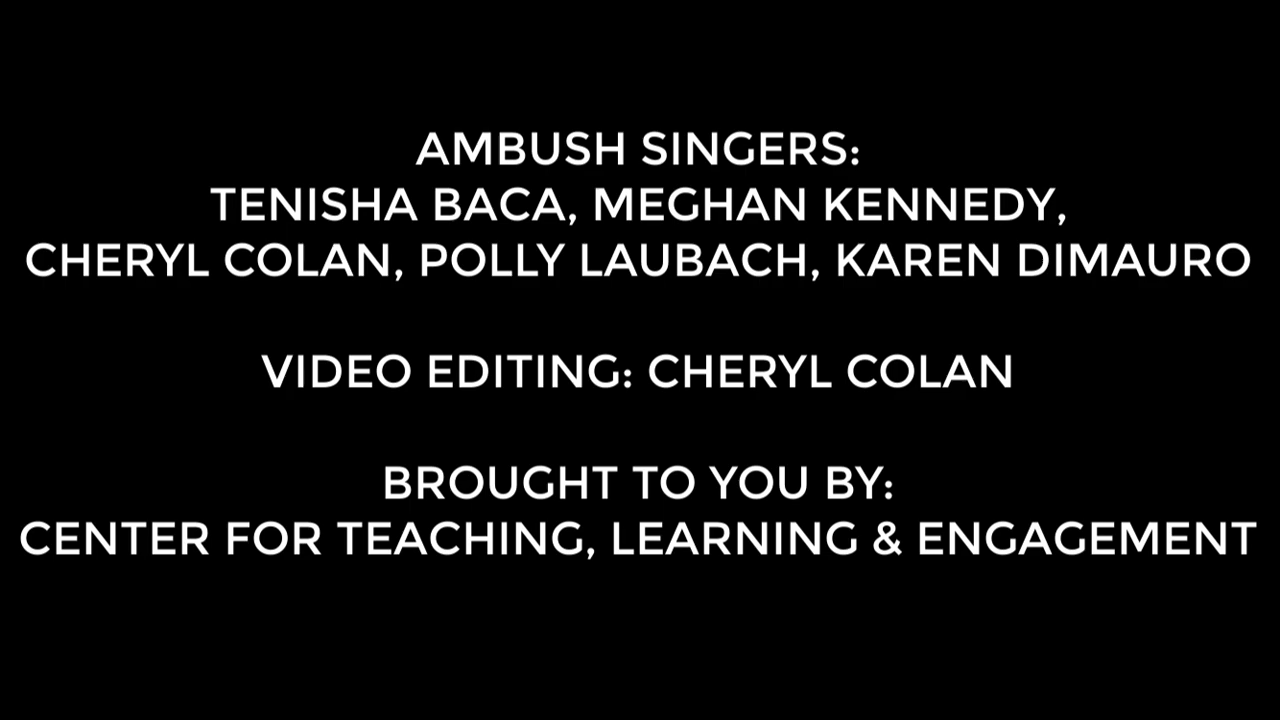 AMBUSH SINGERS:
TENISHA BACA, MEGHAN KENNEDY,
CHERYL COLAN, POLLY LAUBACH, KAREN DIMAURO
VIDEO EDITING: CHERYL COLAN
BROUGHT TO YOU BY:
CENTER FOR TEACHING, LEARNING & ENGAGEMENT